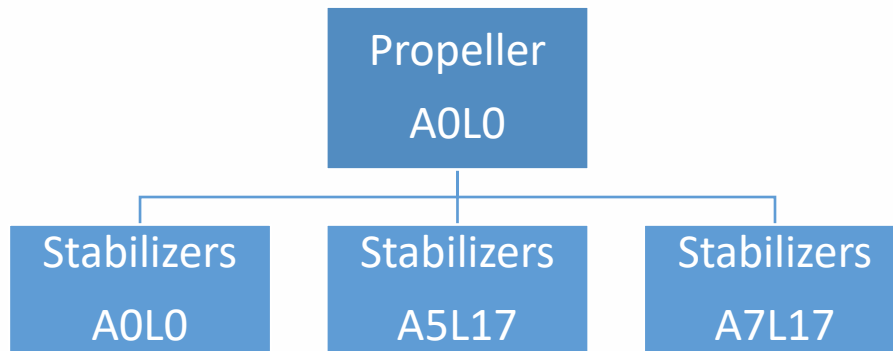 Propeller
A0L0
Stabilizers
A0L0
Stabilizers
A5L17
Stabilizers
A7L17